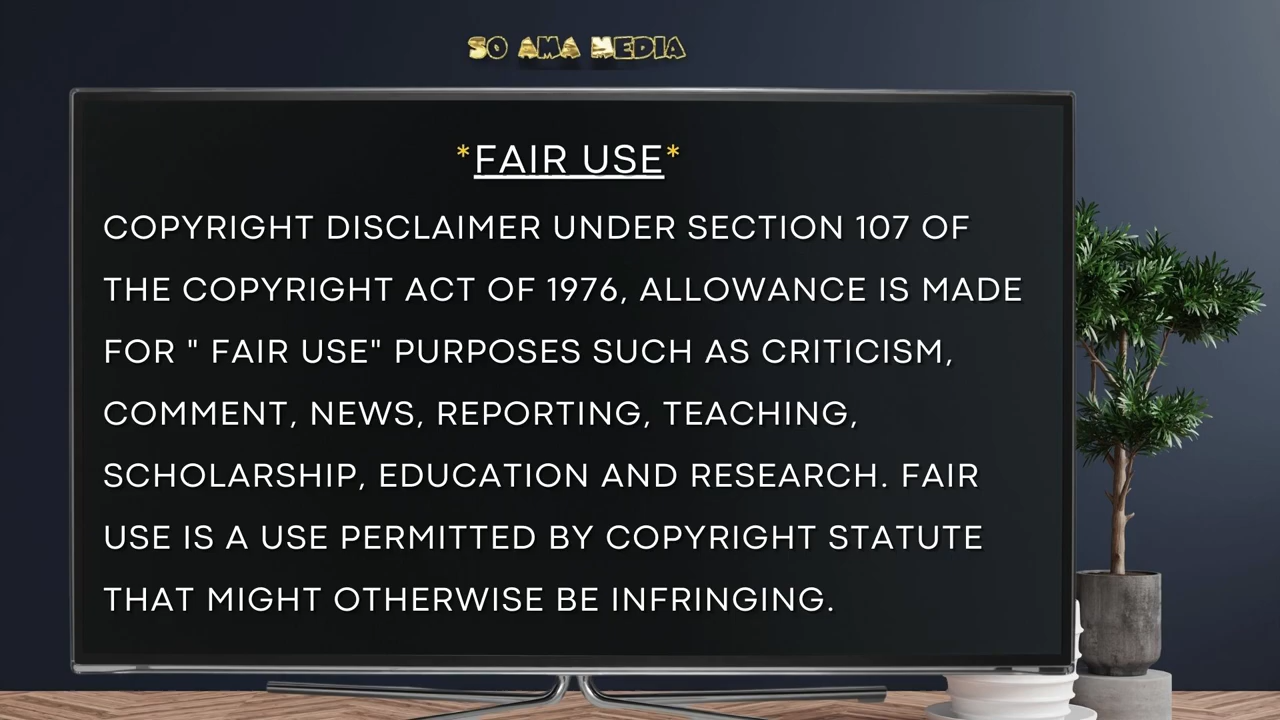 SO AMA MEDIA
*FAIR USE*
COPYRIGHT DISCLAIMER UNDER SECTION 107 OF
THE COPYRIGHT ACT OF 1976, ALLOWANCE IS MADE
FOR " FAIR USE" PURPOSES SUCH AS CRITICISM,
COMMENT, NEWS, REPORTING, TEACHING,
SCHOLARSHIP, EDUCATION AND RESEARCH. FAIR
USE IS A USE PERMITTED BY COPYRIGHT STATUTE
THAT MIGHT OTHERWISE BE INFRINGING.